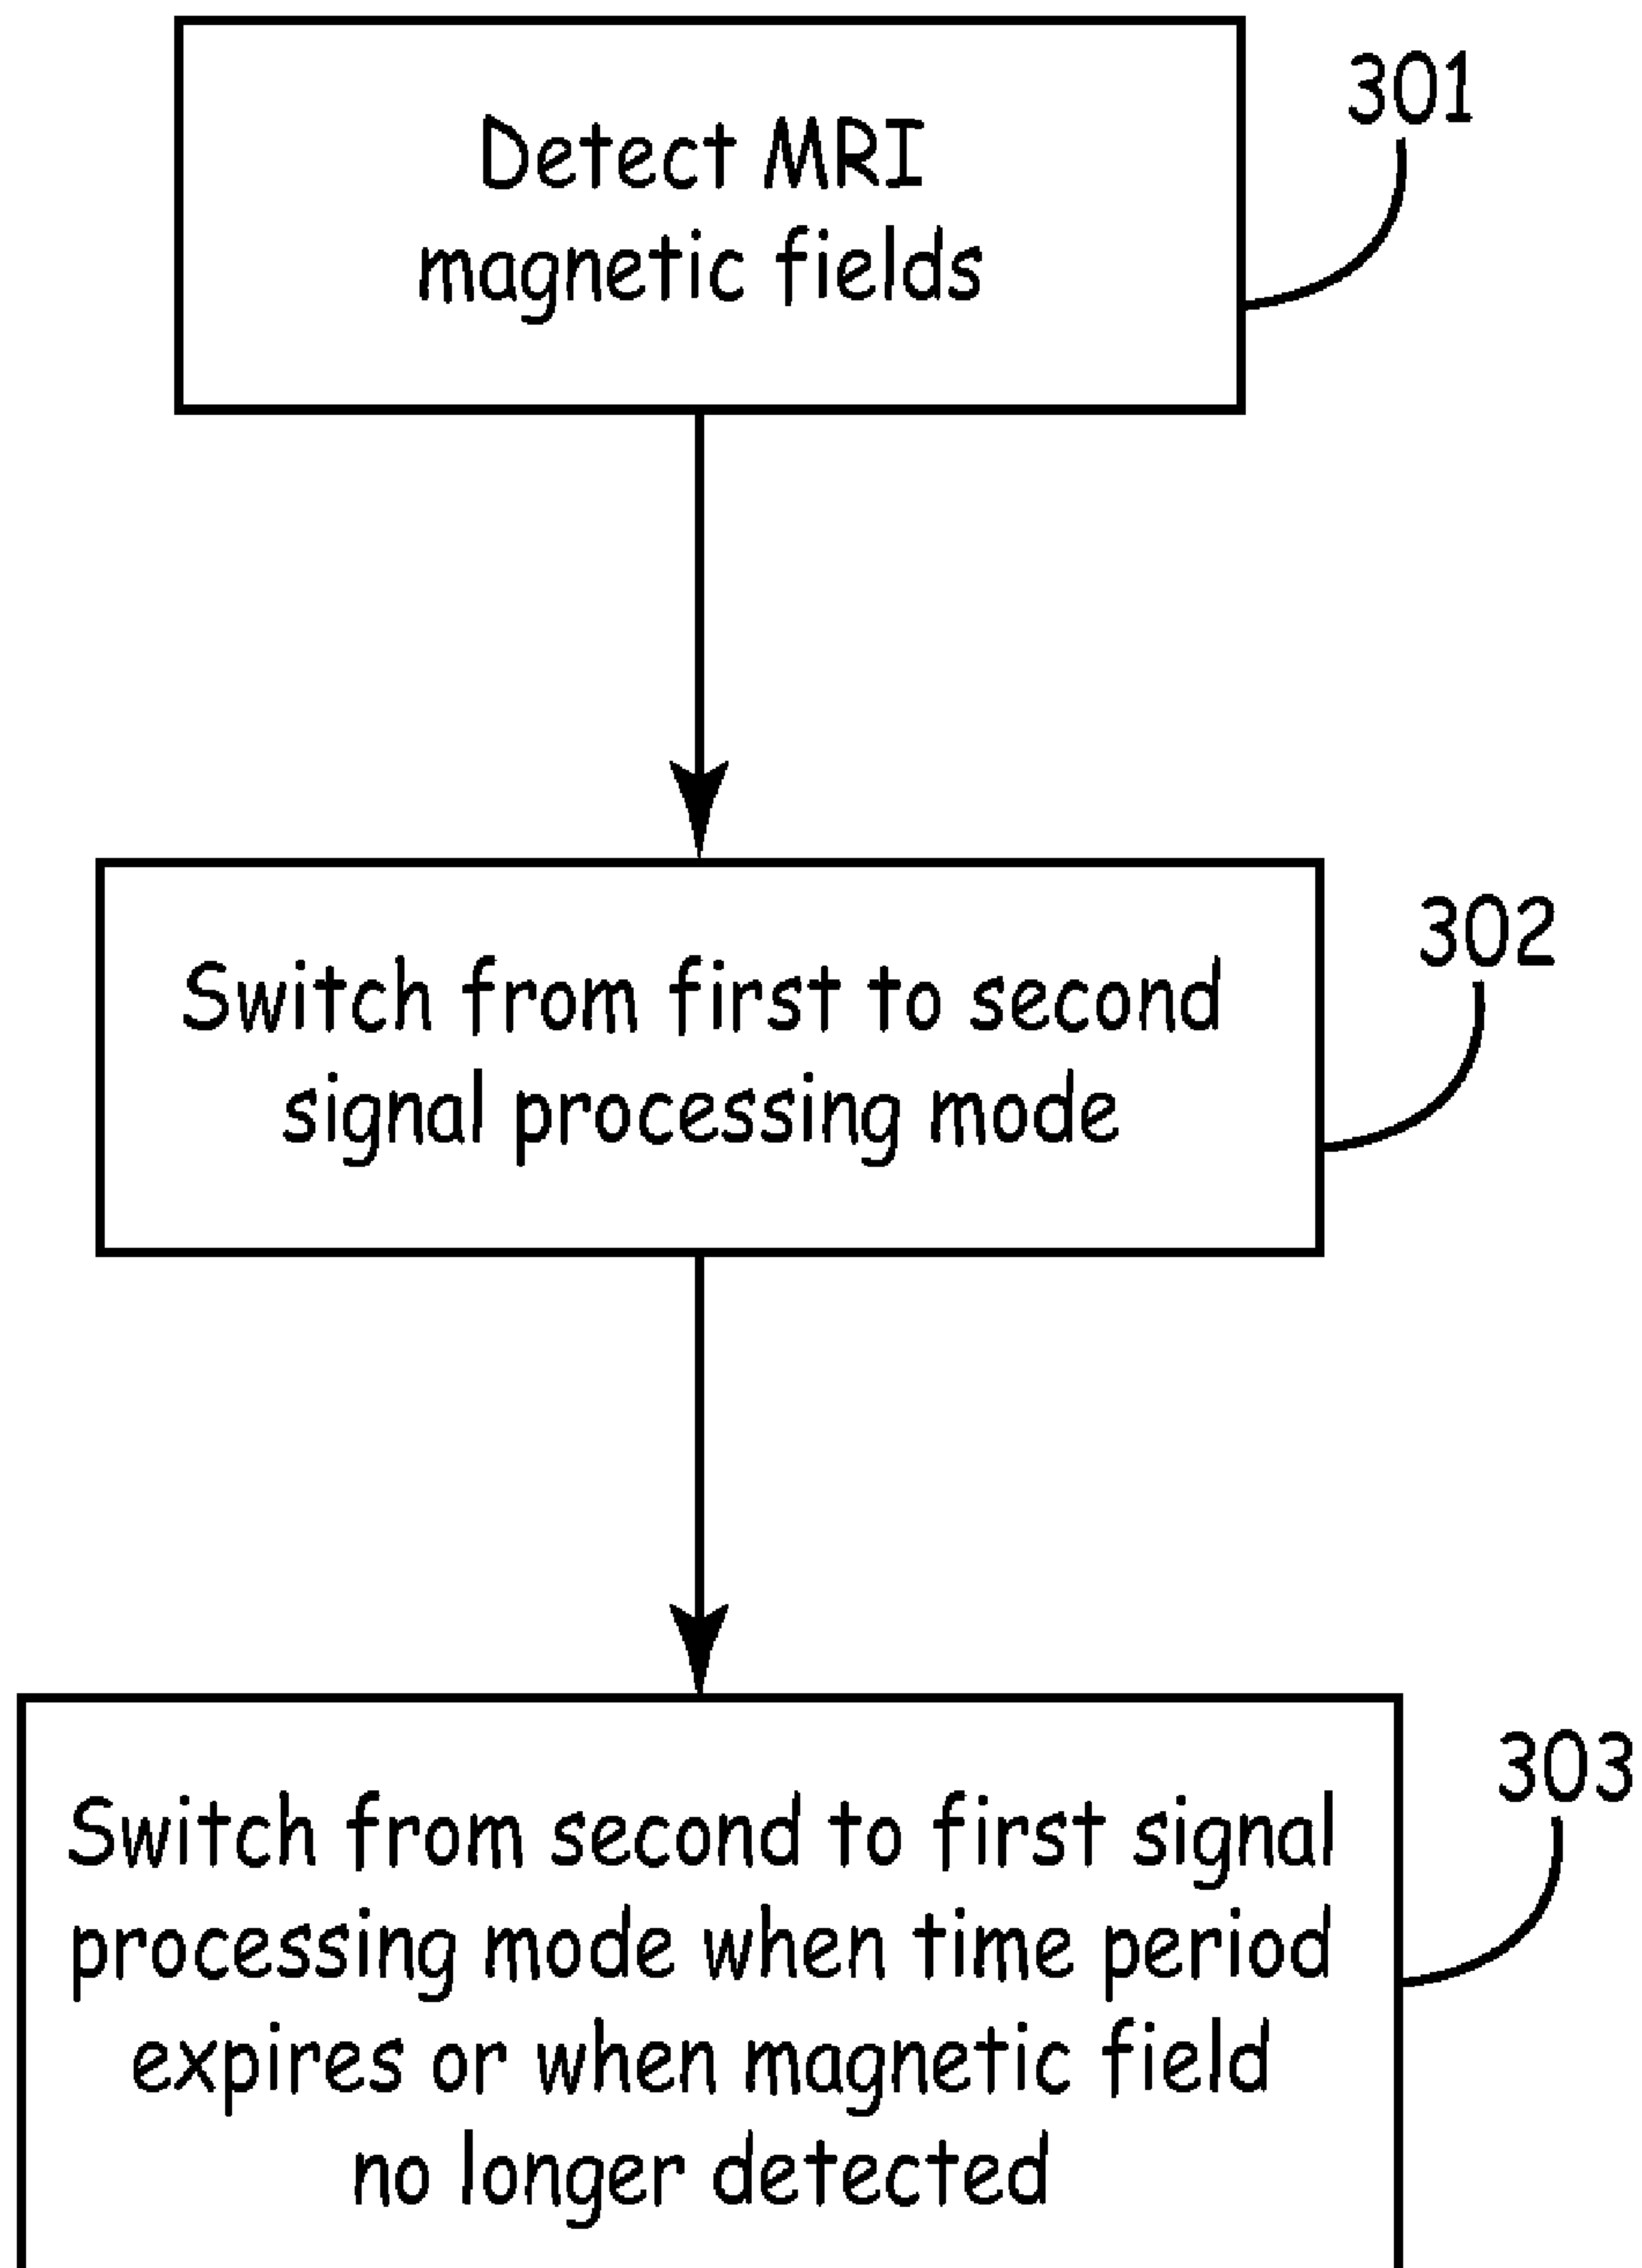 Detect MRI
magnetic fields
301
Switch from first to second
signal processing mode
302
Switch from second to first signal
processing mode when time period
expires or when magnetic field
no longer detected
303